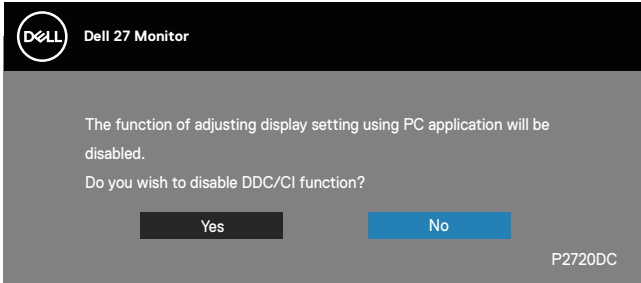 DELL
Dell 27 Monitor
The function of adjusting display setting using PC application will be
disabled.
Do you wish to disable DDC/CI function?
Yes No
P2720DC